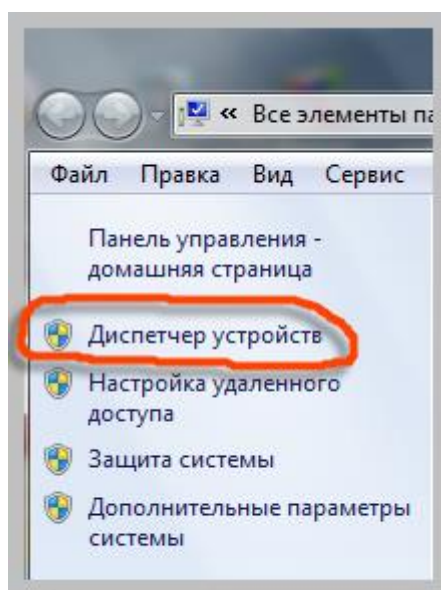 « Все элементы па
Файл Правка Вид Сервис
Панель управления -
домашняя страница
Диспетчер устройств
Настройка удаленного
доступа
Защита системы
Дополнительные параметры
системы